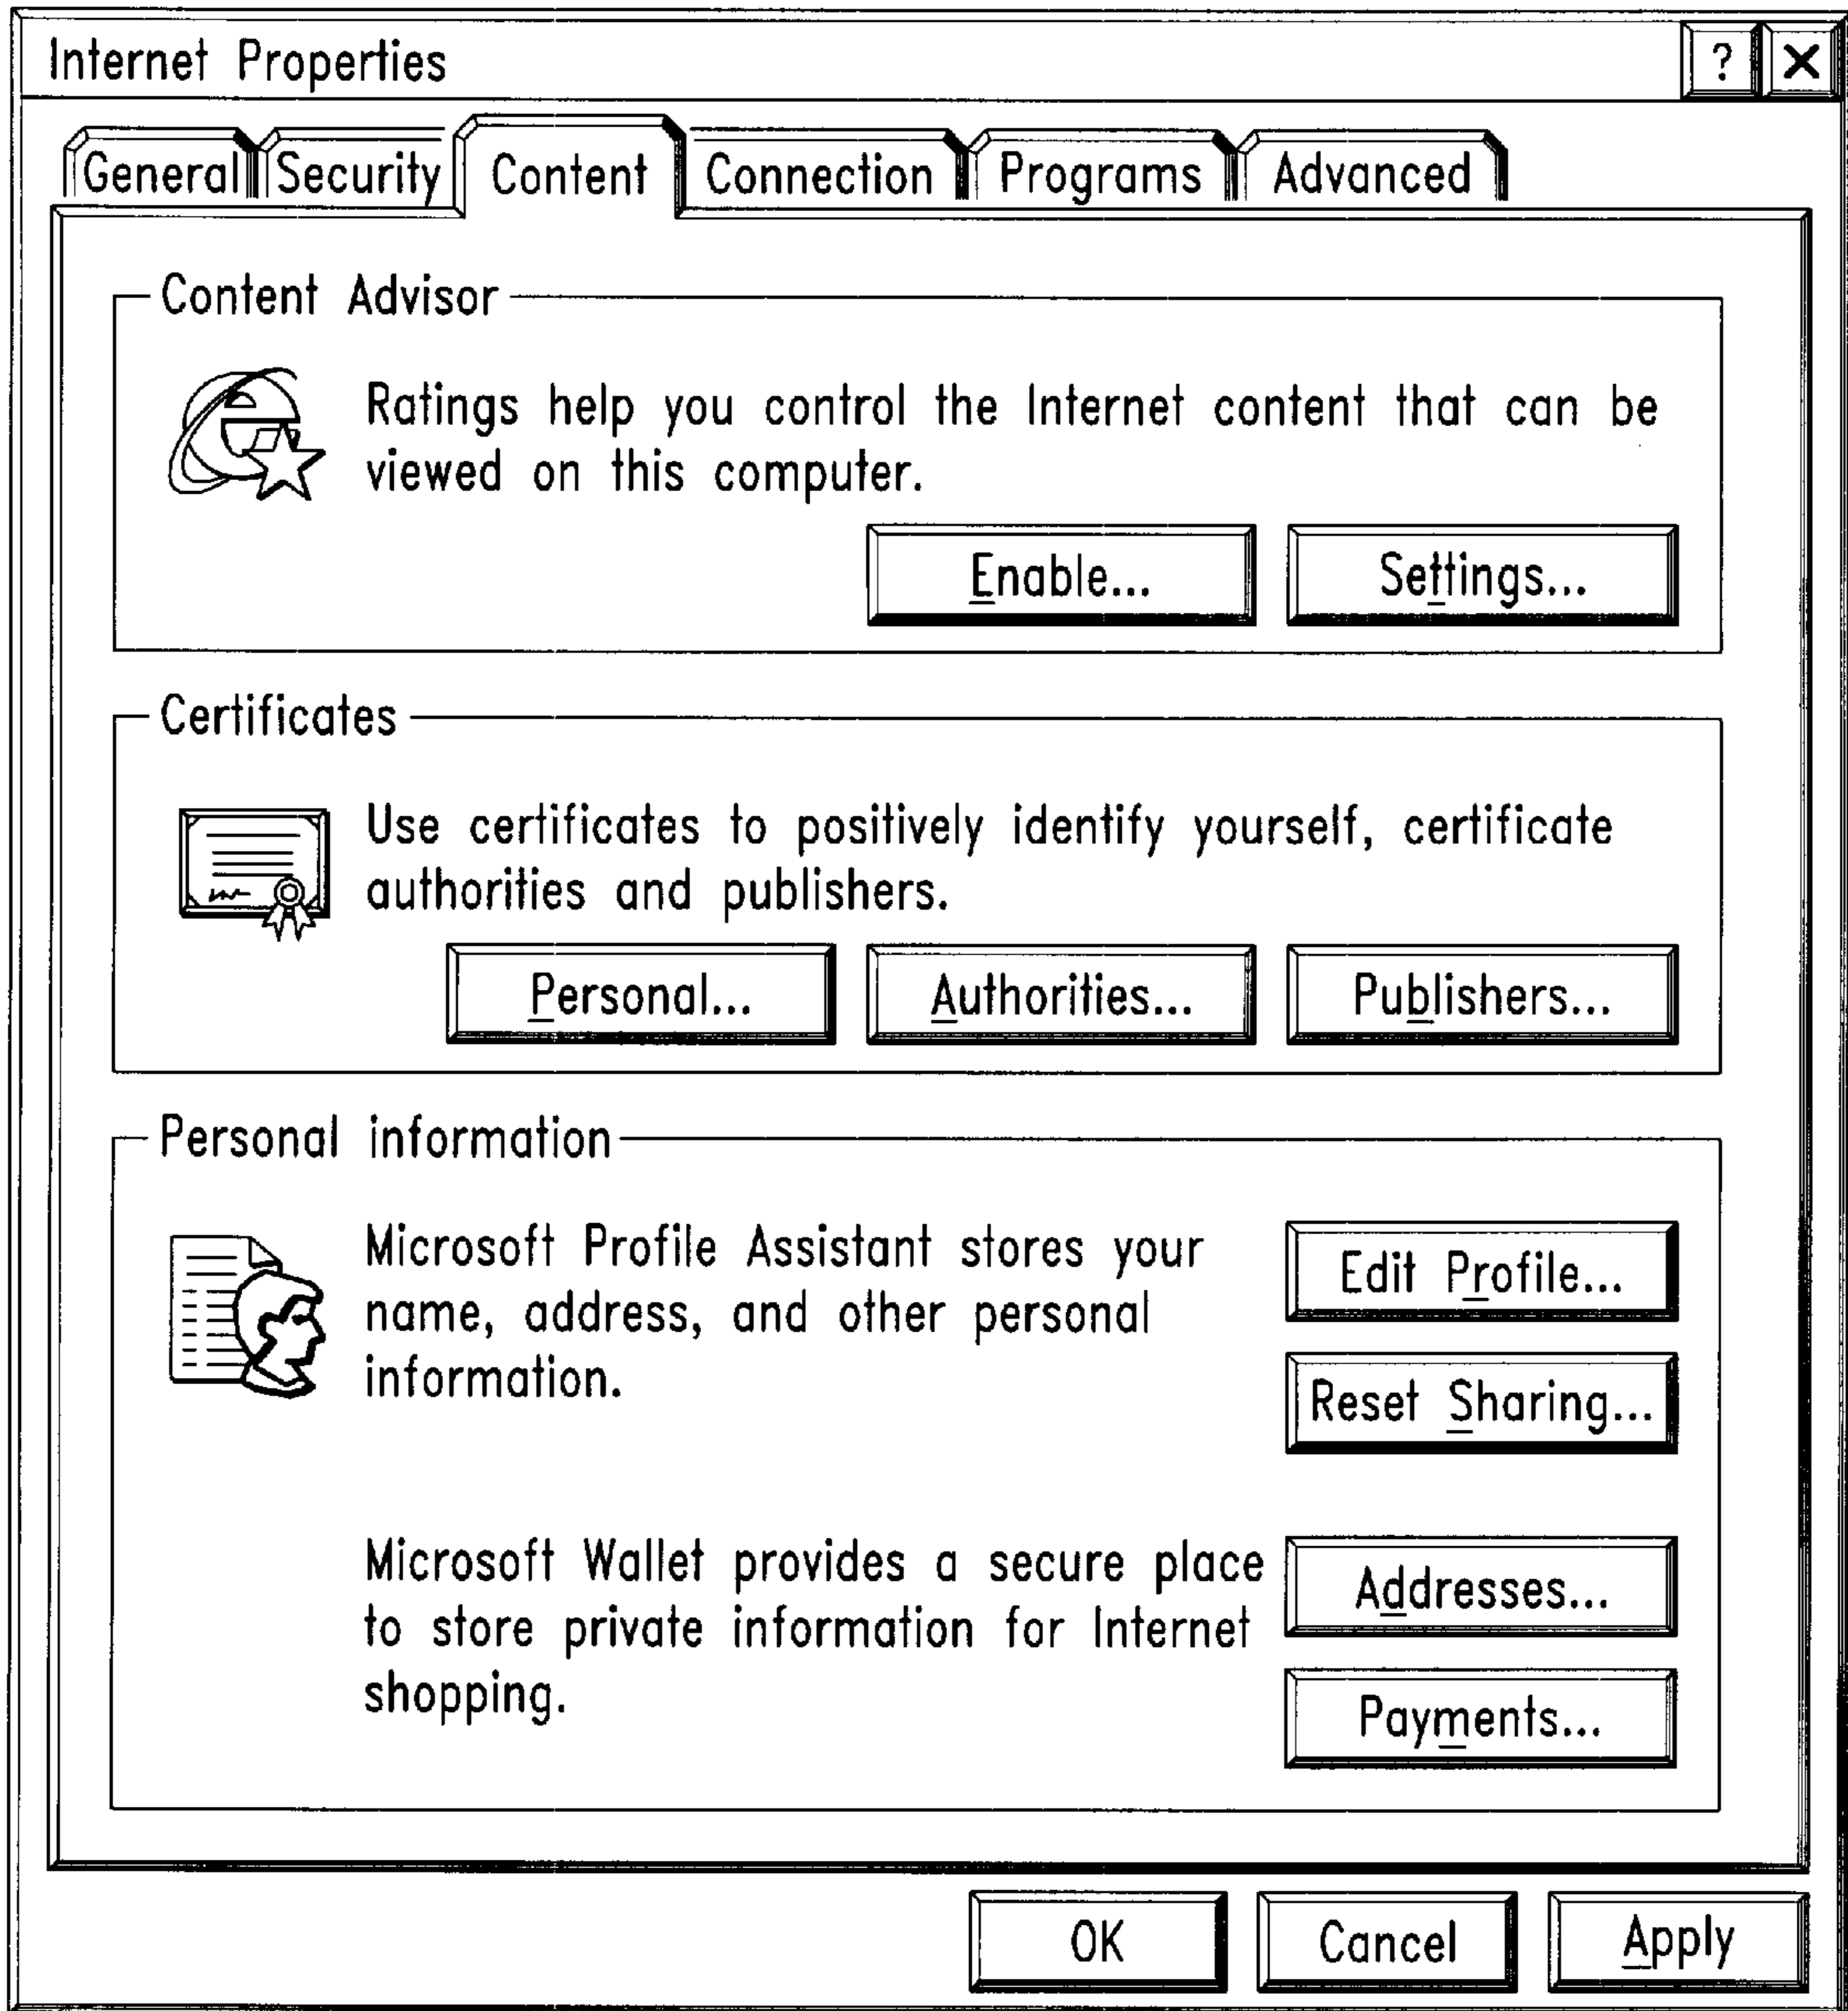 Internet Properties
?
General Security Content Connection Programs Advanced
Content Advisor
Ratings help you control the Internet content that can be
viewed on this computer.
Enable... Settings...
Certificates
Use certificates to positively identify yourself, certificate
authorities and publishers.
Personal... Authorities... Publishers...
Personal information
Microsoft Profile Assistant stores your
name, address, and other personal
information.
Edit Profile...
Reset Sharing...
Microsoft Wallet provides a secure place
to store private information for Internet
shopping.
Addresses...
Payments...
OK Cancel Apply